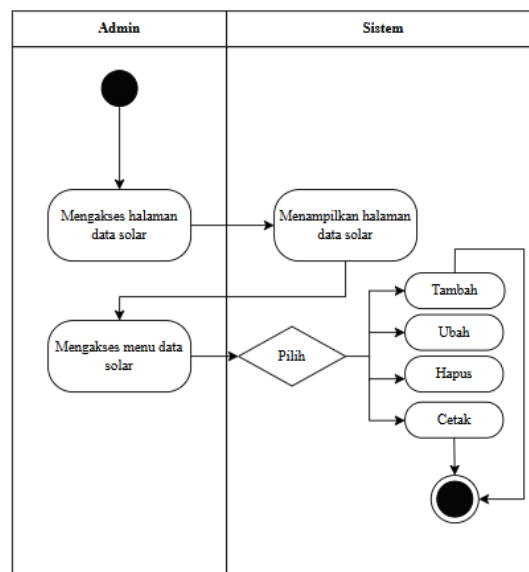 Admin
Sistem
Mengakses halaman
data solar
Menampilkan halaman
data solar
Mengakses menu data
solar
Pilih
Tambah
Ubah
Hapus
Cetak